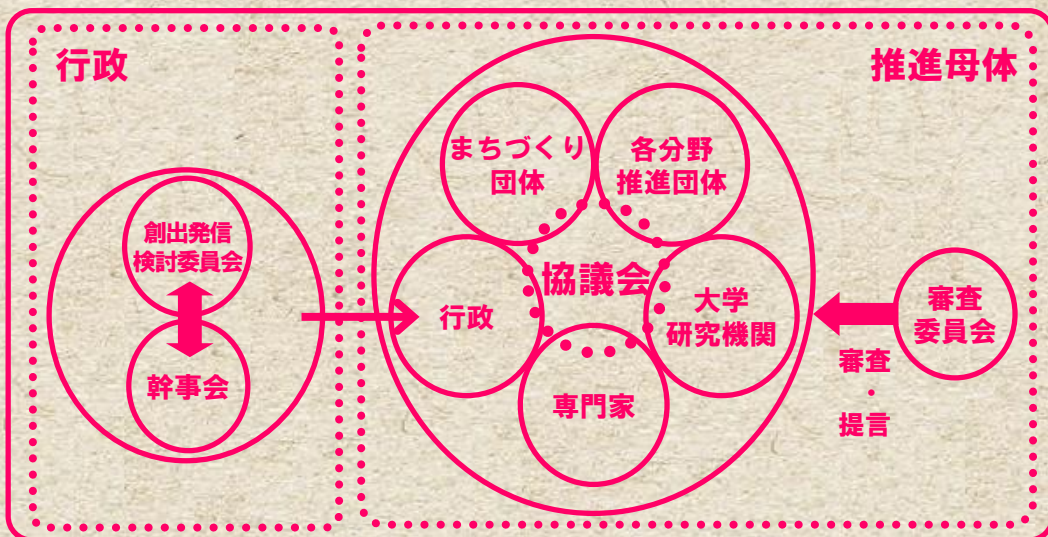 行政
創出発信
検討委員会
幹事会
推進母体
まちづくり
団体
各分野
推進団体
協議会
行政
大学
研究機関
専門家
審査
委員会
審査
・
提言